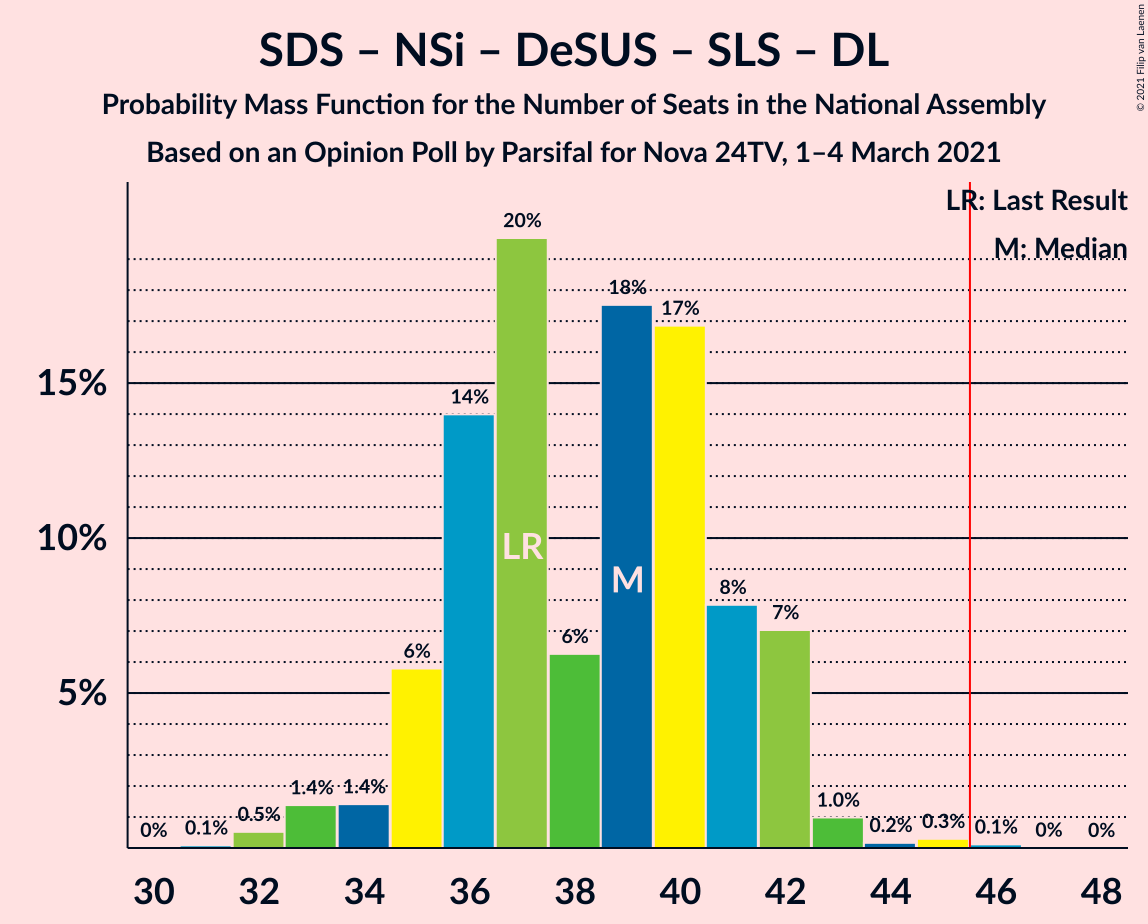 SDS – NSi – DeSUS – SLS – DL
Probability Mass Function for the Number of Seats in the National Assembly
Based on an Opinion Poll by Parsifal for Nova 24TV, 1–4 March 2021
© 2021 Filip van Laenen
LR: Last Result
M: Median
15%
10%
5%
0%
0.1%
0.5%
1.4%
1.4%
6%
14%
20%
6%
18%
17%
8%
7%
1.0%
0.2%
0.3%
0.1%
0%
0%
LR
M
30 32 34 36 38 40 42 44 46 48